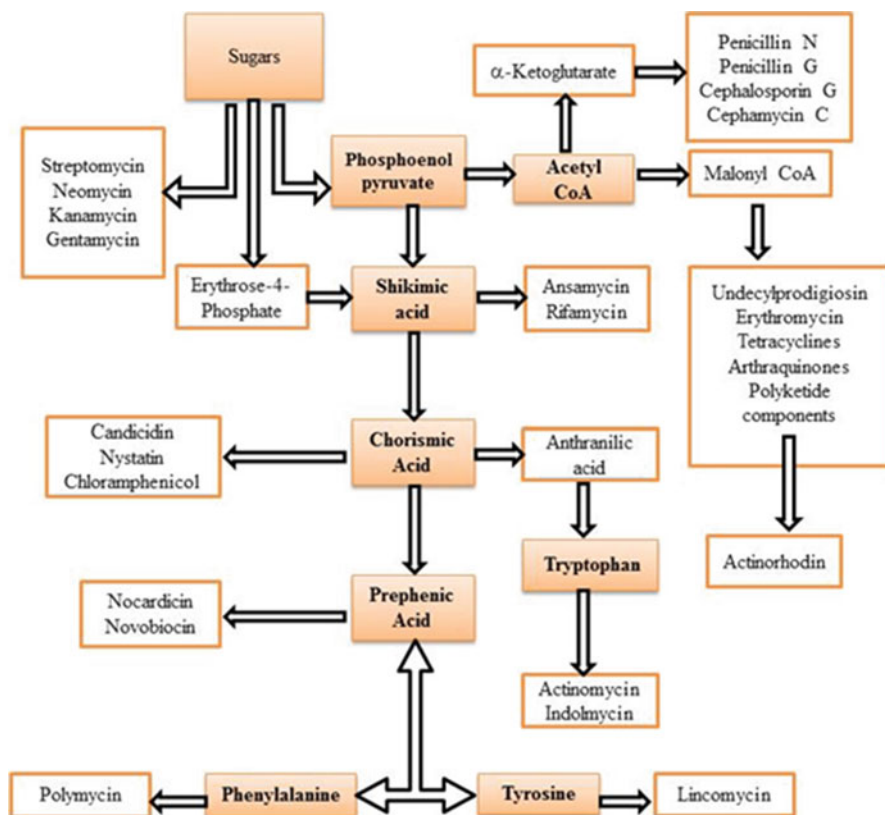 Sugars
α-Ketoglutarate
Penicillin N
Penicillin G
Cephalosporin G
Cephamycin C
Streptomycin
Neomycin
Kanamycin
Gentamycin
Phosphoenol
pyruvate
Acetyl
CoA
Malonyl CoA
Erythrose-4-
Phosphate
Shikimic
acid
Ansamycin
Rifamycin
Undecylprodigiosin
Erythromycin
Tetracyclines
Arthraquinones
Polyketide
components
Candicidin
Nystatin
Chloramphenicol
Chorismic
Acid
Anthranilic
acid
Tryptophan
Actinorhodin
Nocardicin
Novobiocin
Prephenic
Acid
Actinomycin
Indolmycin
Polymycin
Phenylalanine
Tyrosine
Lincomycin